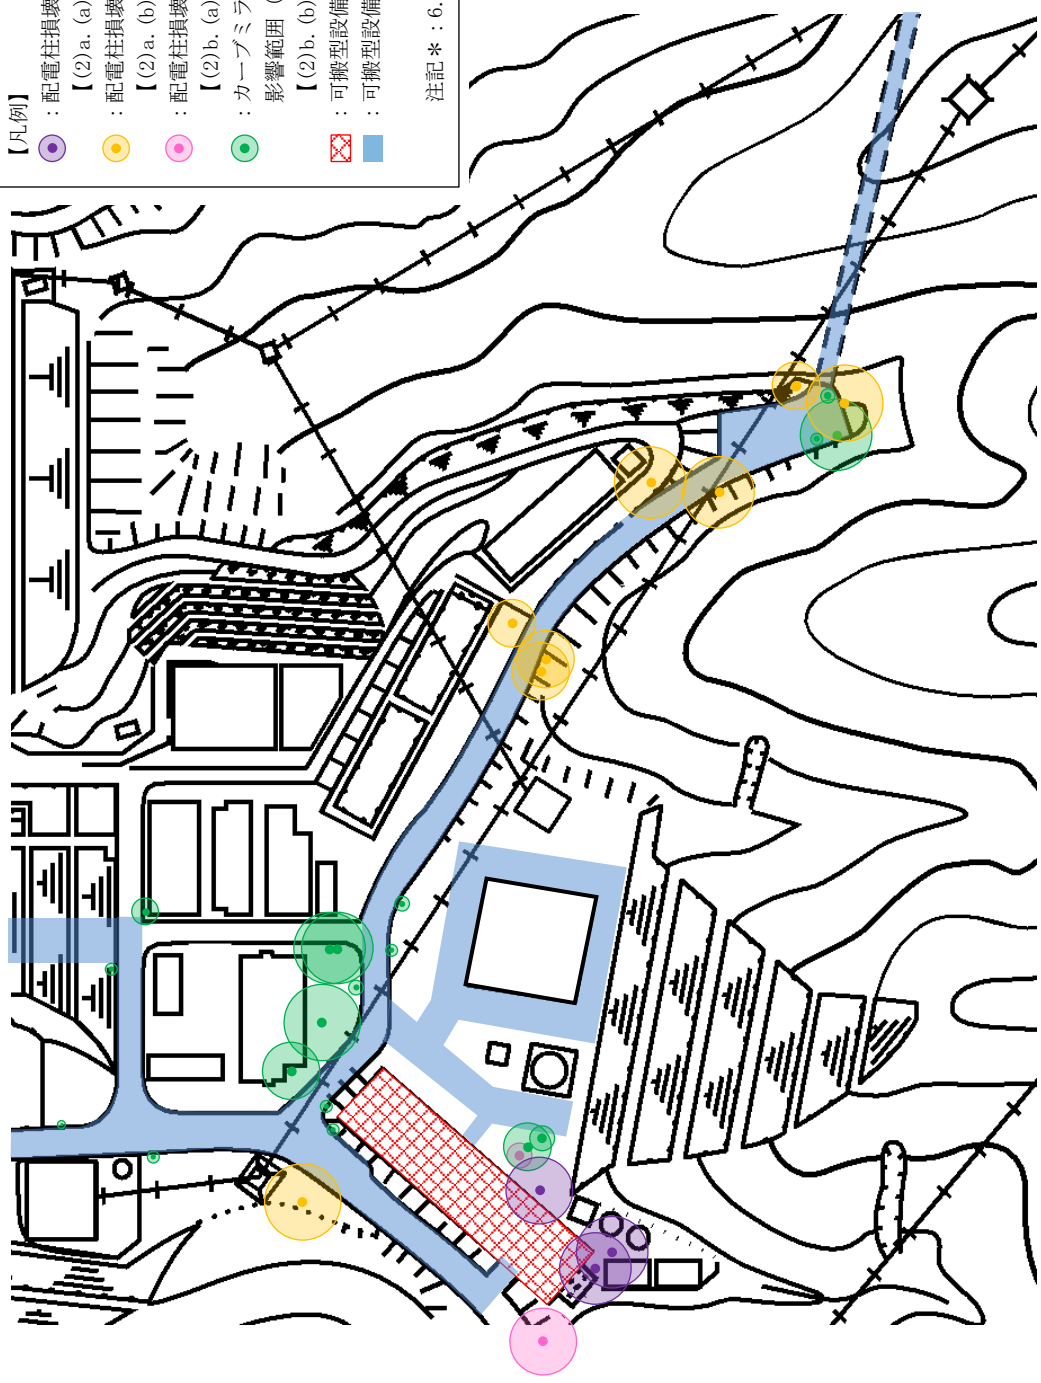 【凡例】
：配電柱損壊
【(2)a. (a)
：配電柱損壊
【(2)a. (b)
：配電柱損壊
【(2)b. (a)
：カーブミラ
影響範囲（
【(2)b. (b)
：可搬型設備
：可搬型設備
注記＊：6.